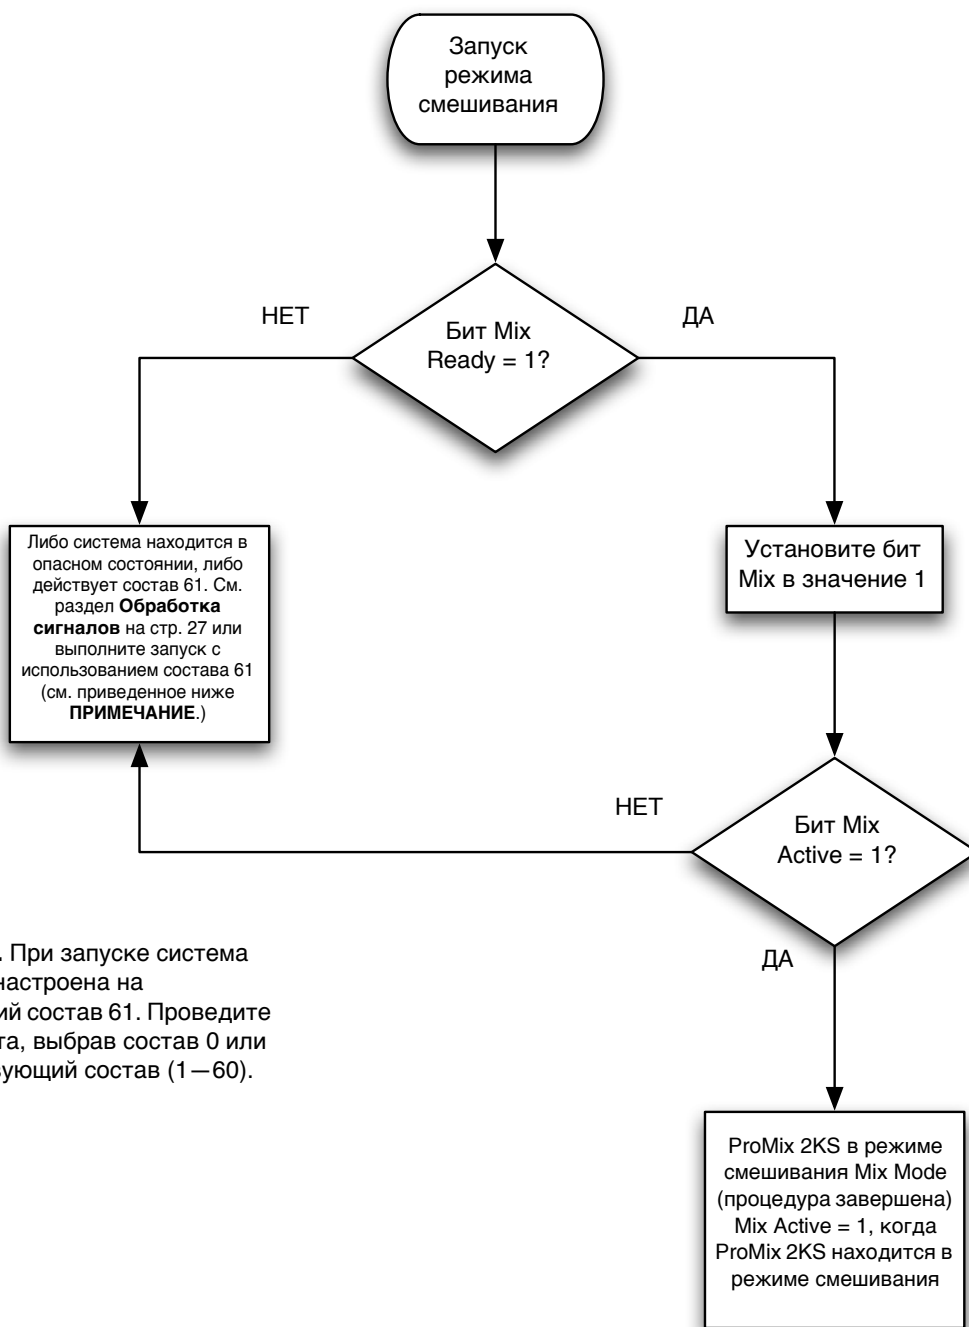 Запуск
режима
смешивания
НЕТ
ДА
Бит Mix
Ready = 1?
Либо система находится в
опасном состоянии, либо
действует состав 61. См.
раздел Обработка
сигналов на стр. 27 или
выполните запуск с
использованием состава 61
(см. приведенное ниже
ПРИМЕЧАНИЕ.)
Установите бит
Mix в значение 1
НЕТ
Бит Mix
Active = 1?
ДА
. При запуске система
настроена на
ий состав 61. Проведите
та, выбрав состав 0 или
вующий состав (1—60).
ProMix 2KS в режиме
смешивания Mix Mode
(процедура завершена)
Mix Active = 1, когда
ProMix 2KS находится в
режиме смешивания